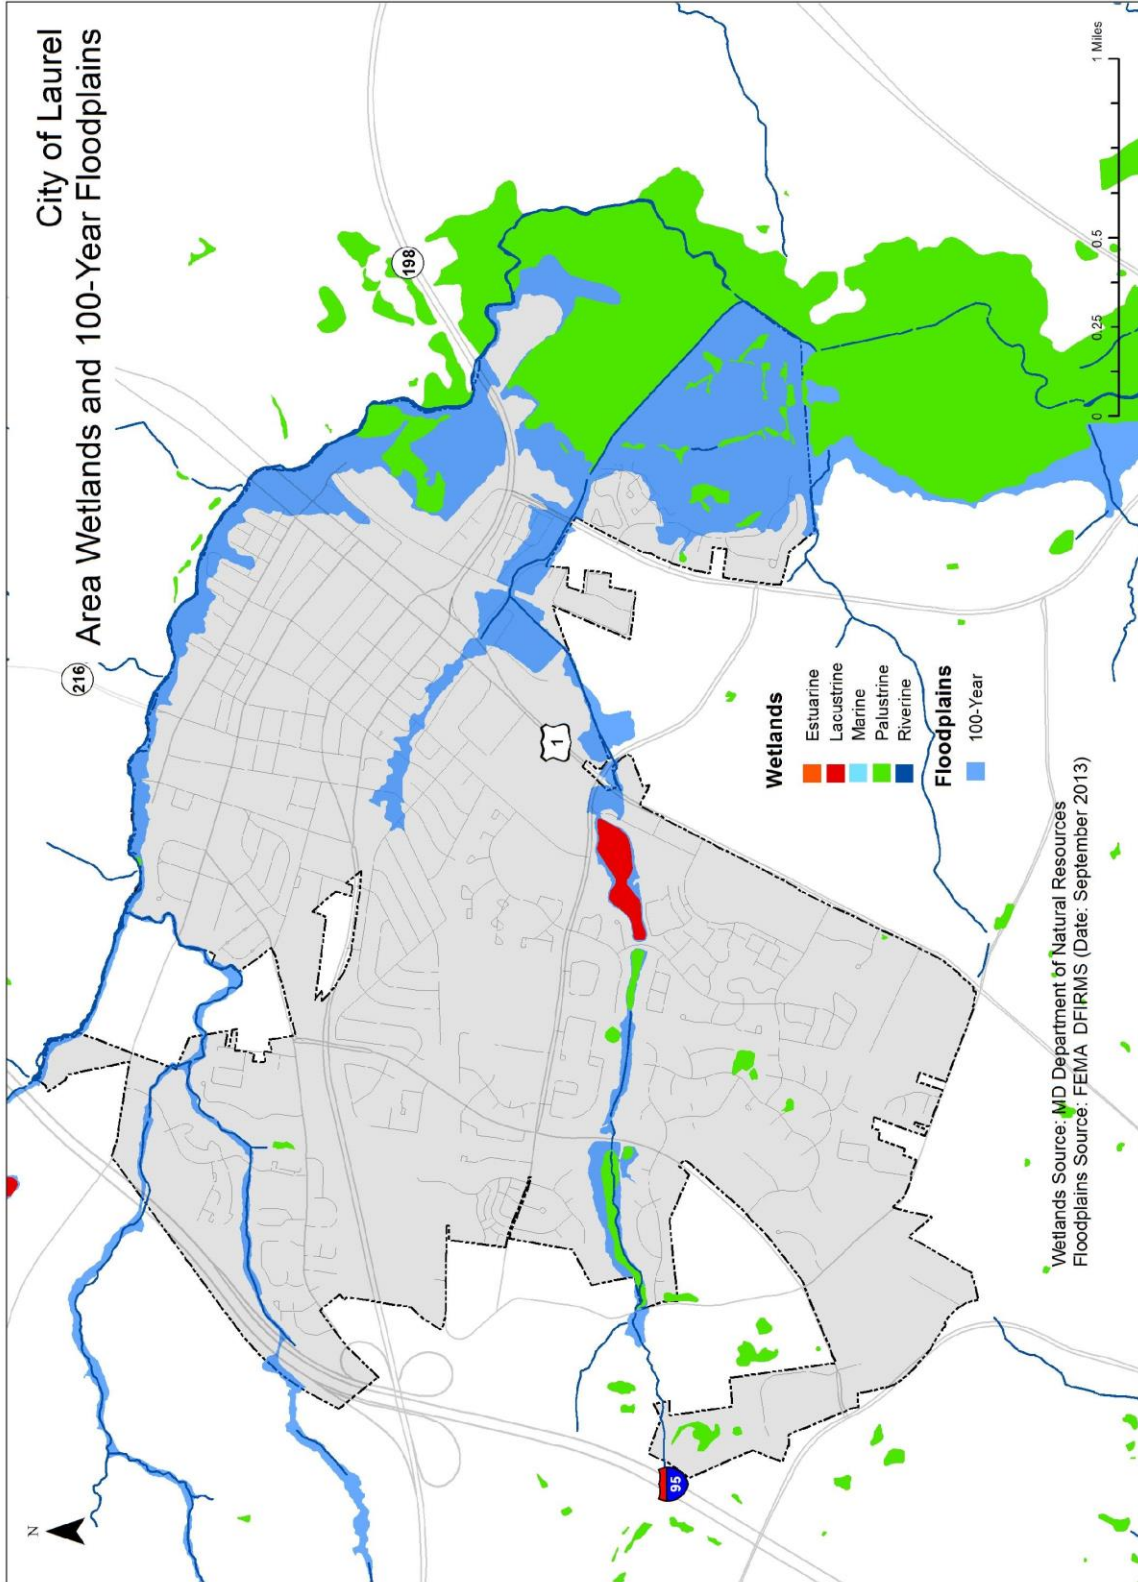 City of Laurel
Area Wetlands and 100-Year Floodplains
N
216
198
1
95
Wetlands
Estuarine
Lacustrine
Marine
Palustrine
Riverine
Floodplains
100-Year
Wetlands Source: MD Department of Natural Resources
Floodplains Source: FEMA DFIRMS (Date: September 2013)
0 0.25 0.5 1 Miles